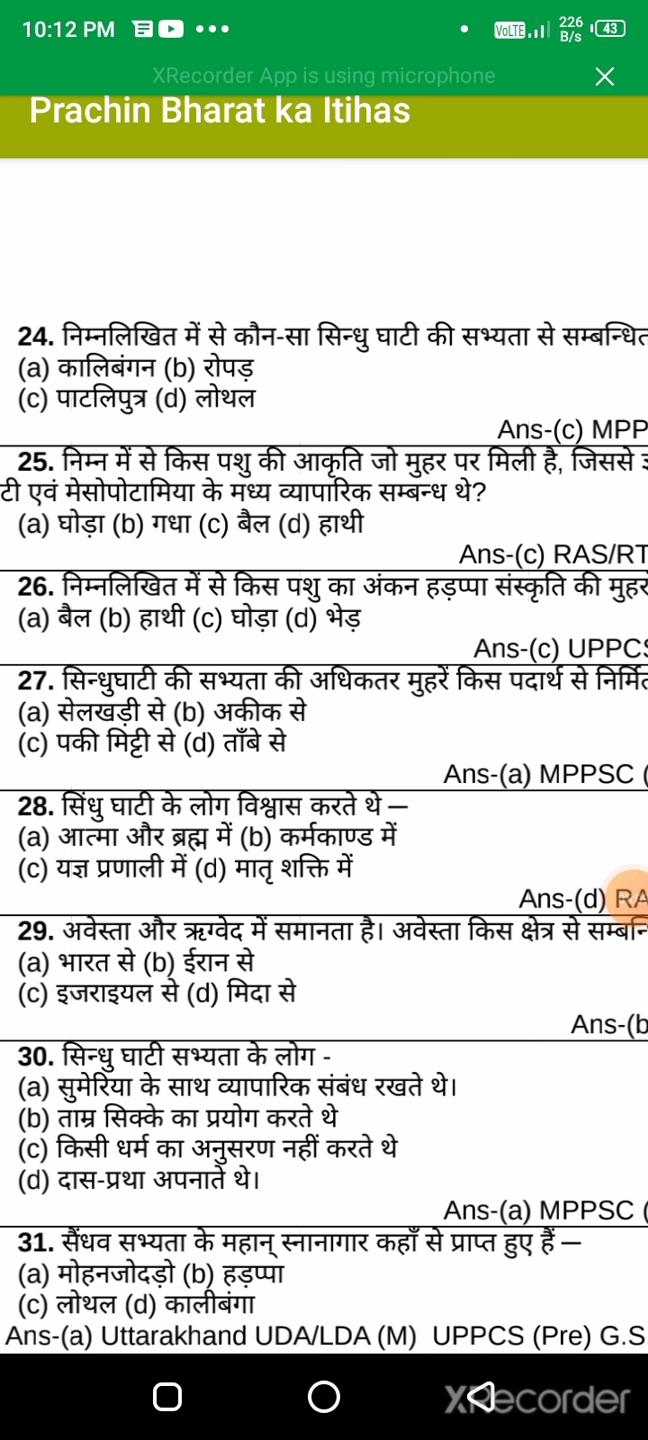 10:12 PM
VoLTE 226 B/s 43
XRecorder App is using microphone
Prachin Bharat ka Itihas
24. निम्नलिखित में से कौन-सा सिन्धु घाटी की सभ्यता से सम्बन्धित
(a) कालिबंगन (b) रोपड़
(c) पाटलिपुत्र (d) लोथल
Ans-(c) MPP
25. निम्न में से किस पशु की आकृति जो मुहर पर मिली है, जिससे
टी एवं मेसोपोटामिया के मध्य व्यापारिक सम्बन्ध थे?
(a) घोड़ा (b) गधा (c) बैल (d) हाथी
Ans-(c) RAS/RT
26. निम्नलिखित में से किस पशु का अंकन हड़प्पा संस्कृति की मुहर
(a) बैल (b) हाथी (c) घोड़ा (d) भेड़
Ans-(c) UPPCS
27. सिन्धुघाटी की सभ्यता की अधिकतर मुहरें किस पदार्थ से निर्मित
(a) सेलखड़ी से (b) अकीक से
(c) पकी मिट्टी से (d) ताँबे से
Ans-(a) MPPSC (
28. सिंधु घाटी के लोग विश्वास करते थे —
(a) आत्मा और ब्रह्म में (b) कर्मकाण्ड में
(c) यज्ञ प्रणाली में (d) मातृ शक्ति में
Ans-(d) RA
29. अवेस्ता और ऋग्वेद में समानता है। अवेस्ता किस क्षेत्र से
(a) भारत से (b) ईरान से
(c) इजराइयल से (d) मिदा से
Ans-(b
30. सिन्धु घाटी सभ्यता के लोग -
(a) सुमेरिया के साथ व्यापारिक संबंध रखते थे।
(b) ताम्र सिक्के का प्रयोग करते थे
(c) किसी धर्म का अनुसरण नहीं करते थे
(d) दास-प्रथा अपनाते थे।
Ans-(a) MPPSC (
31. सैंधव सभ्यता के महान् स्नानागार कहाँ से प्राप्त हुए हैं —
(a) मोहनजोदड़ो (b) हड़प्पा
(c) लोथल (d) कालीबंगा
Ans-(a) Uttarakhand UDA/LDA (M) UPPCS (Pre) G.S
XRecorder